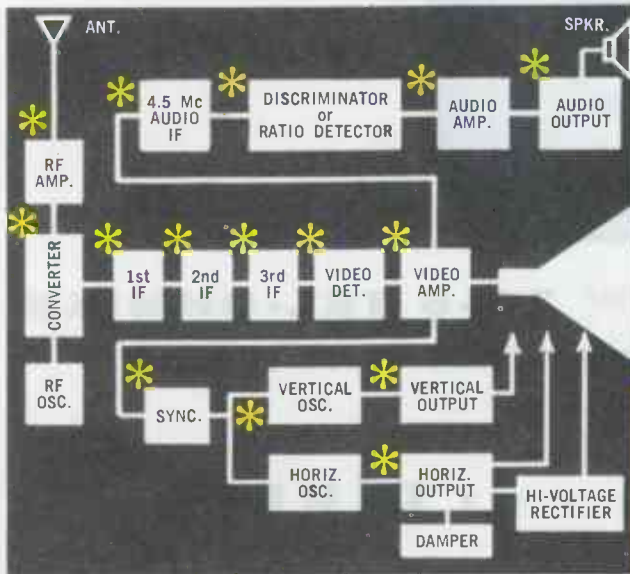 ANT.
SPKR.
4.5 Mc
AUDIO
IF
DISCRIMINATOR
or
RATIO DETECTOR
AUDIO
AMP.
AUDIO
OUTPUT
RF
AMP.
CONVERTER
1st
IF
2nd
IF
3rd
IF
VIDEO
DET.
VIDEO
AMP.
RF
OSC.
SYNC.
VERTICAL
OSC.
VERTICAL
OUTPUT
HORIZ.
OSC.
HORIZ.
OUTPUT
HI-VOLTAGE
RECTIFIER
DAMPER